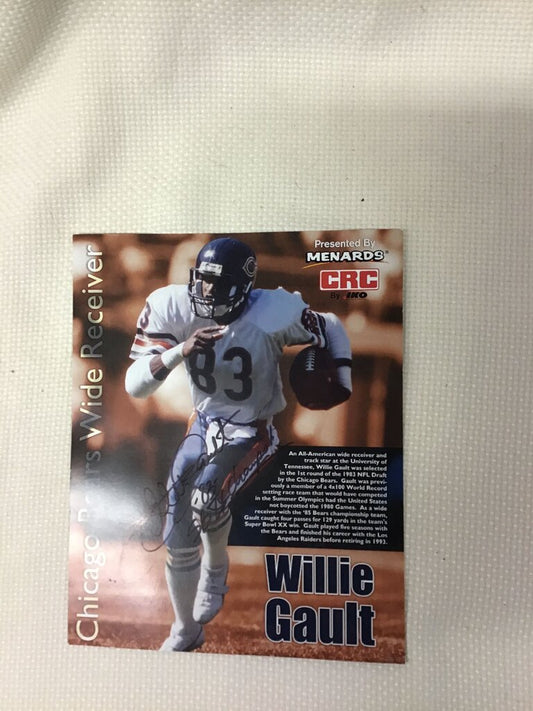 Presented By
MENARDS®
CRC
By IKO
Chicago Bears Wide Receiver
83
An All-American wide receiver and
track star at the University of
Tennessee, Willie Gault was selected
in the 1st round of the 1983 NFL Draft
by the Chicago Bears. Gault was previously
a member of a 4x100 World Record
setting race team that would have competed
in the Summer Olympics had the United States
not boycotted the 1980 Games. As a wide
receiver with the '85 Bears championship team,
Gault caught four passes for 129 yards in the team's
Super Bowl XX win. Gault played five seasons with
the Bears and finished his career with the Los
Angeles Raiders before retiring in 1993.
Willie
Gault